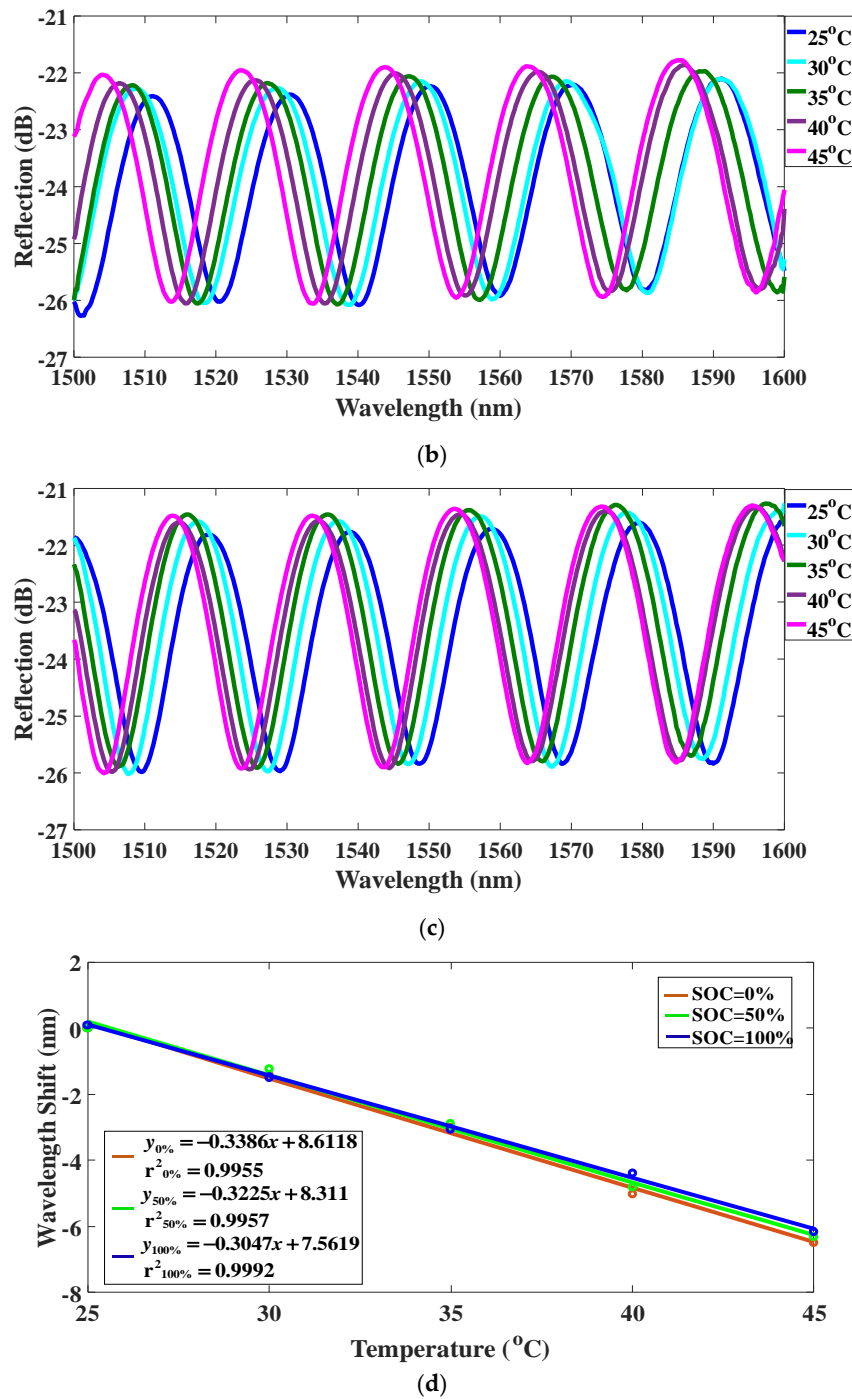 -21
-22
-23
-24
-25
-26
-27
Reflection (dB)
25°C
30°C
35°C
40°C
45°C
1500 1510 1520 1530 1540 1550 1560 1570 1580 1590 1600
Wavelength (nm)
(b)
-21
-22
-23
-24
-25
-26
-27
Reflection (dB)
25°C
30°C
35°C
40°C
45°C
1500 1510 1520 1530 1540 1550 1560 1570 1580 1590 1600
Wavelength (nm)
(c)
2
0
-2
-4
-6
-8
Wavelength Shift (nm)
SOC=0%
SOC=50%
SOC=100%
y₀% = −0.3386x + 8.6118
r²₀% = 0.9955
y₅₀% = −0.3225x + 8.311
r²₅₀% = 0.9957
y₁₀₀% = −0.3047x + 7.5619
r²₁₀₀% = 0.9992
25 30 35 40 45
Temperature (°C)
(d)